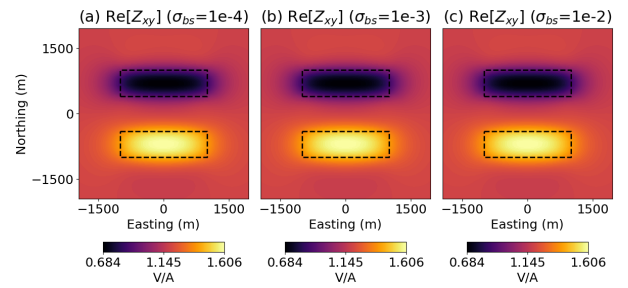 (a) Re[Z_xy] (σ_bs=1e-4) (b) Re[Z_xy] (σ_bs=1e-3) (c) Re[Z_xy] (σ_bs=1e-2)
Northing (m)
1500
0
−1500
−1500 0 1500 −1500 0 1500 −1500 0 1500
Easting (m) Easting (m) Easting (m)
0.684 1.145 1.606 0.684 1.145 1.606 0.684 1.145 1.606
V/A V/A V/A